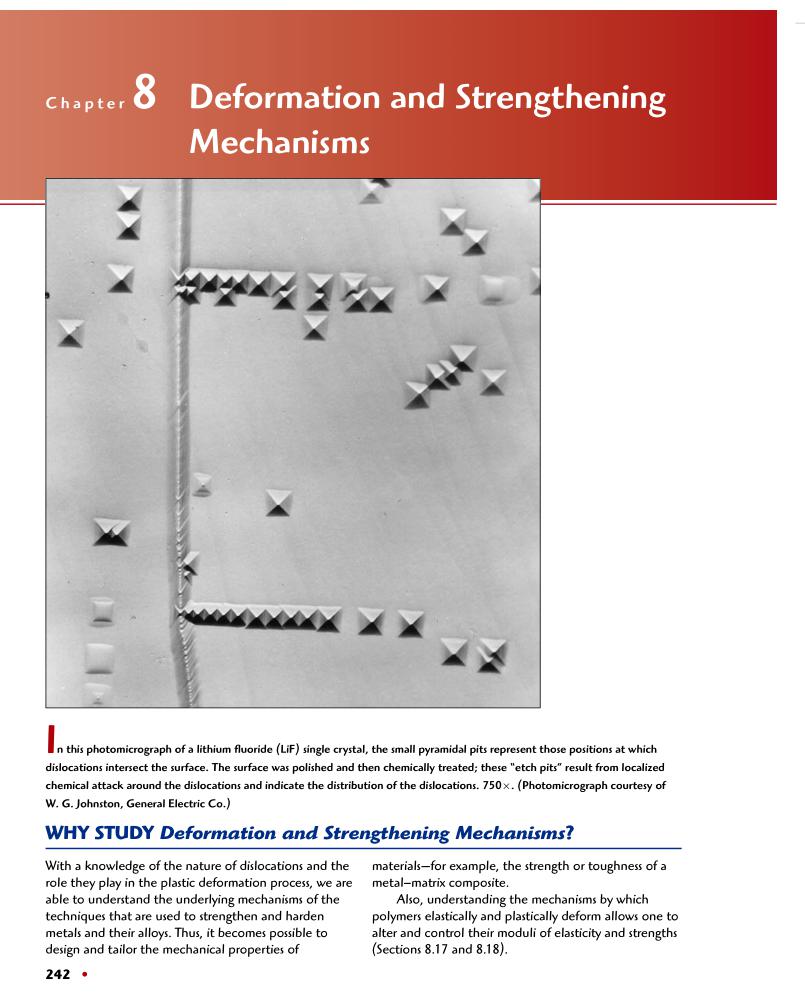 Chapter 8 Deformation and Strengthening
Mechanisms
In this photomicrograph of a lithium fluoride (LiF) single crystal, the small pyramidal pits represent those positions at which
dislocations intersect the surface. The surface was polished and then chemically treated; these “etch pits” result from localized
chemical attack around the dislocations and indicate the distribution of the dislocations. 750×. (Photomicrograph courtesy of
W. G. Johnston, General Electric Co.)
WHY STUDY Deformation and Strengthening Mechanisms?
With a knowledge of the nature of dislocations and the
role they play in the plastic deformation process, we are
able to understand the underlying mechanisms of the
techniques that are used to strengthen and harden
metals and their alloys. Thus, it becomes possible to
design and tailor the mechanical properties of
materials—for example, the strength or toughness of a
metal–matrix composite.
Also, understanding the mechanisms by which
polymers elastically and plastically deform allows one to
alter and control their moduli of elasticity and strengths
(Sections 8.17 and 8.18).
242 •